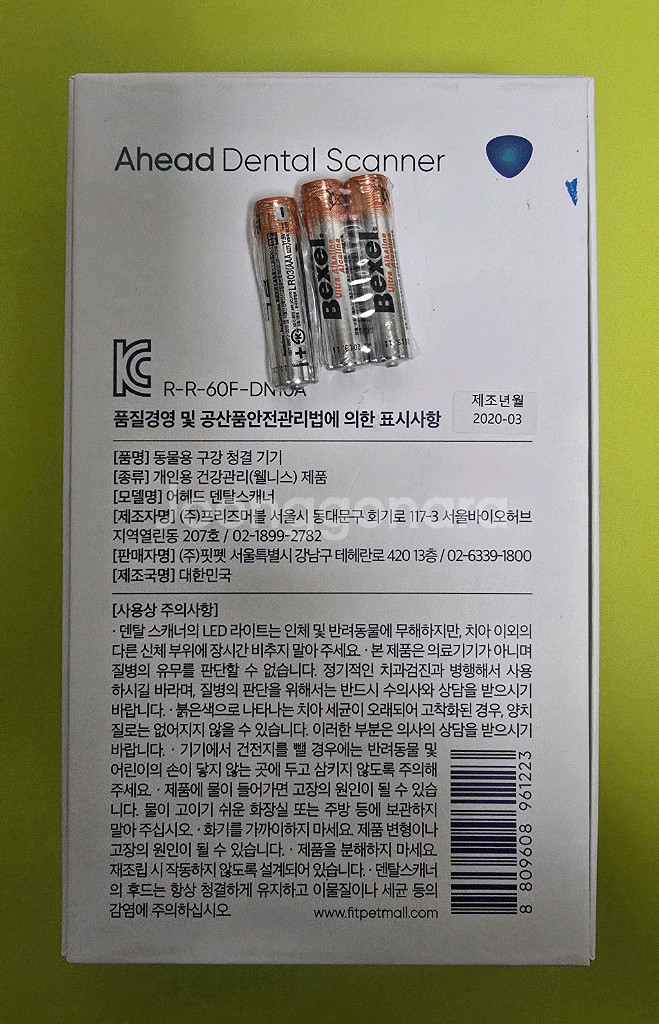 Ahead Dental Scanner
Bexel
Ultra Alkaline
Alcaline
Bexel
Ultra Alkaline
Alcaline
LR03(AAA
R-R-60F-DN10A
제조년월
2020-03
품질경영 및 공산품안전관리법에 의한 표시사항
[품명] 동물용 구강 청결 기기
[종류] 개인용 건강관리(웰니스) 제품
[모델명] 어헤드 덴탈스캐너
[제조자명] (주)프리즈머블 서울시 동대문구 회기로 117-3 서울바이오허브
지역열린동 207호 / 02-1899-2782
[판매자명] (주)핏펫 서울특별시 강남구 테헤란로 420 13층 / 02-6339-1800
[제조국명] 대한민국
Joonggonara
[사용상 주의사항]
· 덴탈 스캐너의 LED 라이트는 인체 및 반려동물에 무해하지만, 치아 이외의
다른 신체 부위에 장시간 비추지 말아 주세요. · 본 제품은 의료기기가 아니며
질병의 유무를 판단할 수 없습니다. 정기적인 치과검진과 병행해서 사용
하시길 바라며, 질병의 판단을 위해서는 반드시 수의사와 상담을 받으시기
바랍니다. · 붉은색으로 나타나는 치아 세균이 오래되어 고착화된 경우, 양치
질로는 없어지지 않을 수 있습니다. 이러한 부분은 의사의 상담을 받으시기
바랍니다. · 기기에서 건전지를 뺄 경우에는 반려동물 및
어린이의 손이 닿지 않는 곳에 두고 삼키지 않도록 주의해
주세요. · 제품에 물이 들어가면 고장의 원인이 될 수 있습니
다. 물이 고이기 쉬운 화장실 또는 주방 등에 보관하지
말아 주십시오. · 화기를 가까이하지 마세요. 제품 변형이나
고장의 원인이 될 수 있습니다. · 제품을 분해하지 마세요.
재조립 시 작동하지 않도록 설계되어 있습니다. · 덴탈스캐너
의 후드는 항상 청결하게 유지하고 이물질이나 세균 등의
감염에 주의하십시오.
www.fitpetmall.com
8 809608 961223